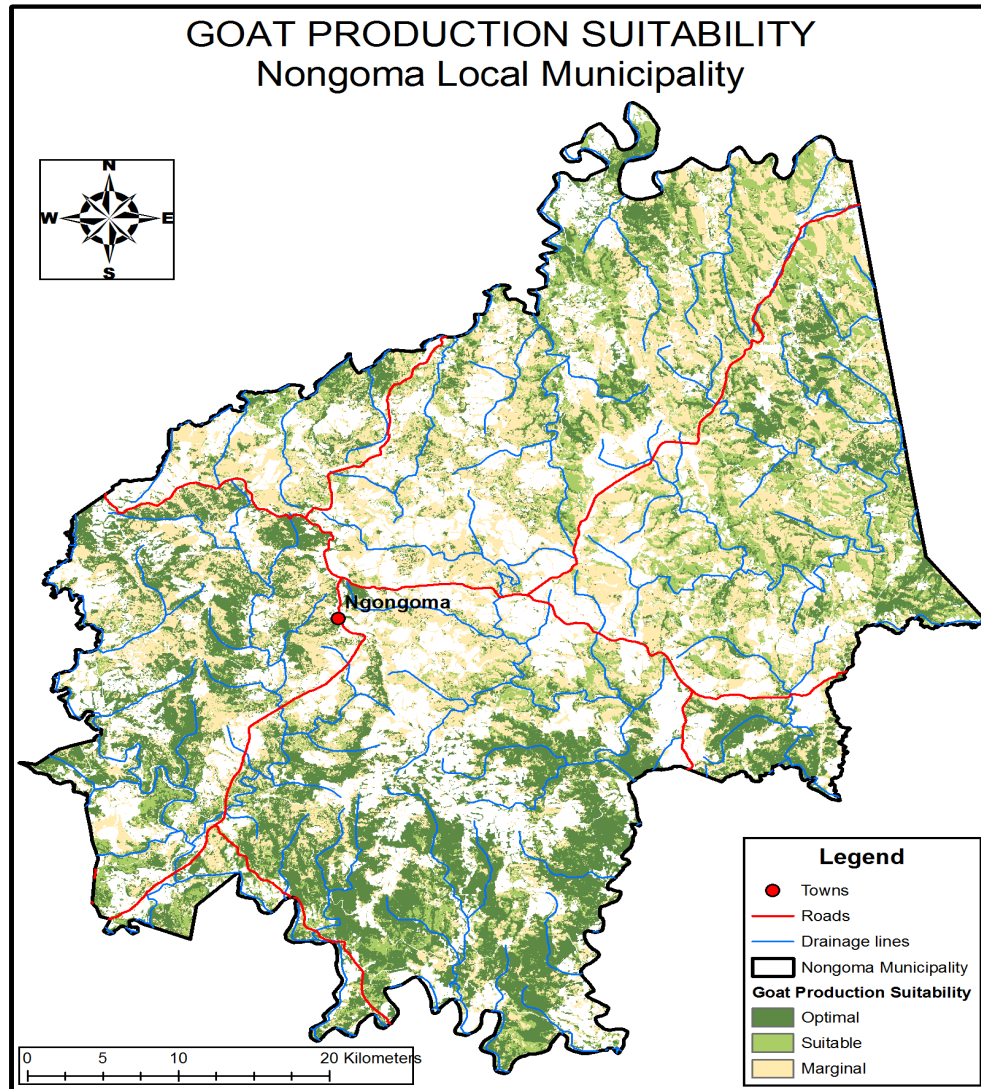 GOAT PRODUCTION SUITABILITY
Nongoma Local Municipality
N
W E
S
Ngongoma
Legend
Towns
Roads
Drainage lines
Nongoma Municipality
Goat Production Suitability
Optimal
Suitable
Marginal
0 5 10 20 Kilometers